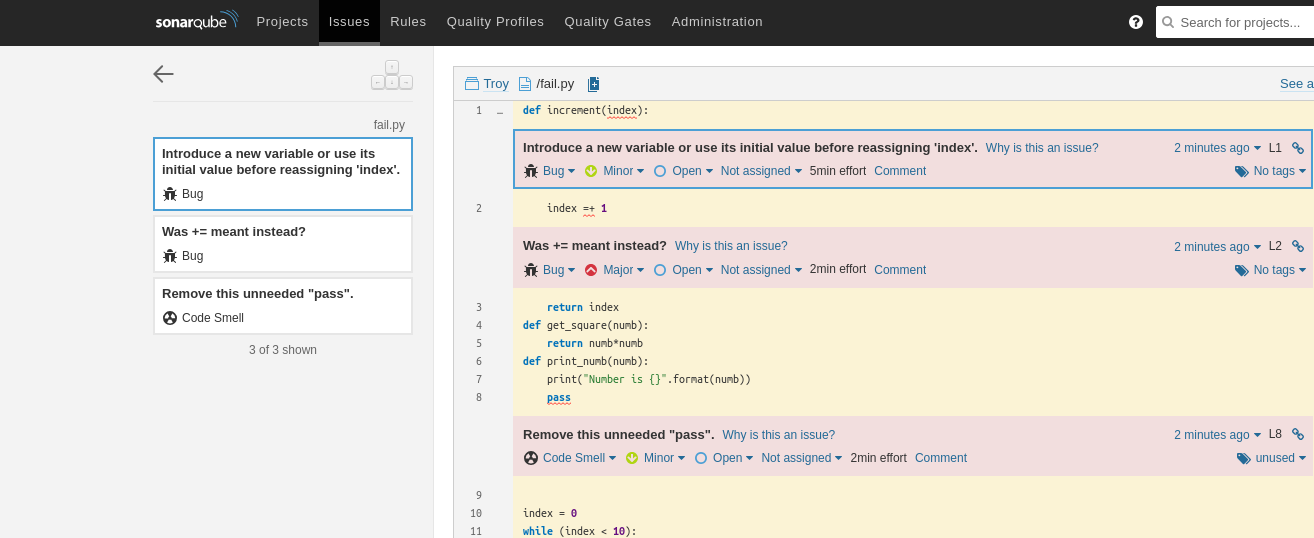 sonarqube Projects Issues Rules Quality Profiles Quality Gates Administration ? Search for projects...
Troy /fail.py See a
fail.py
Introduce a new variable or use its
initial value before reassigning 'index'.
Bug
Was += meant instead?
Bug
Remove this unneeded "pass".
Code Smell
3 of 3 shown
1 … def increment(index):
Introduce a new variable or use its initial value before reassigning 'index'. Why is this an issue? 2 minutes ago L1
Bug Minor Open Not assigned 5min effort Comment No tags
2 index =+ 1
Was += meant instead? Why is this an issue? 2 minutes ago L2
Bug Major Open Not assigned 2min effort Comment No tags
3 return index
4 def get_square(numb):
5 return numb*numb
6 def print_numb(numb):
7 print("Number is {}".format(numb))
8 pass
Remove this unneeded "pass". Why is this an issue? 2 minutes ago L8
Code Smell Minor Open Not assigned 2min effort Comment unused
9
10 index = 0
11 while (index < 10):